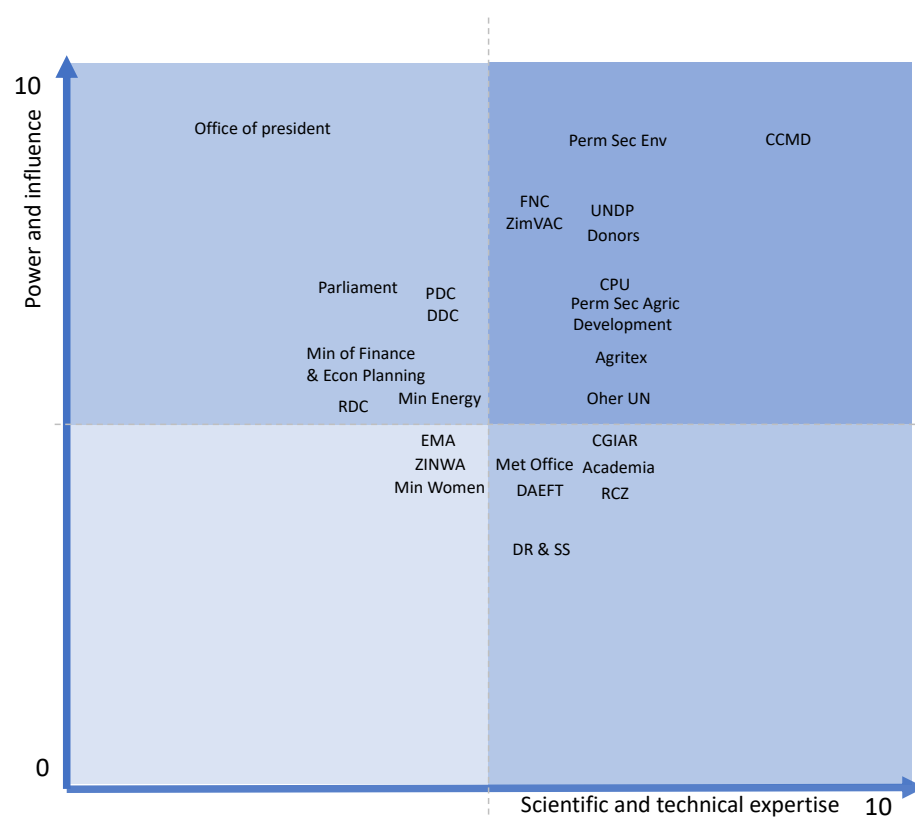 10
Power and influence
Office of president
Perm Sec Env
CCMD
FNC
ZimVAC
UNDP
Donors
Parliament
PDC
DDC
CPU
Perm Sec Agric
Development
Min of Finance
& Econ Planning
Agritex
RDC
Min Energy
Oher UN
EMA
ZINWA
Min Women
Met Office
DAEFT
CGIAR
Academia
RCZ
DR & SS
0
Scientific and technical expertise
10